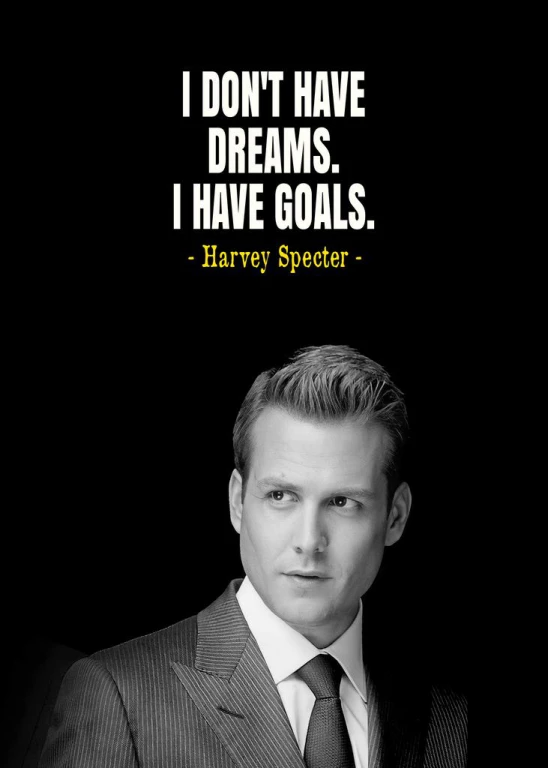 I DON'T HAVE
DREAMS.
I HAVE GOALS.
- Harvey Specter -